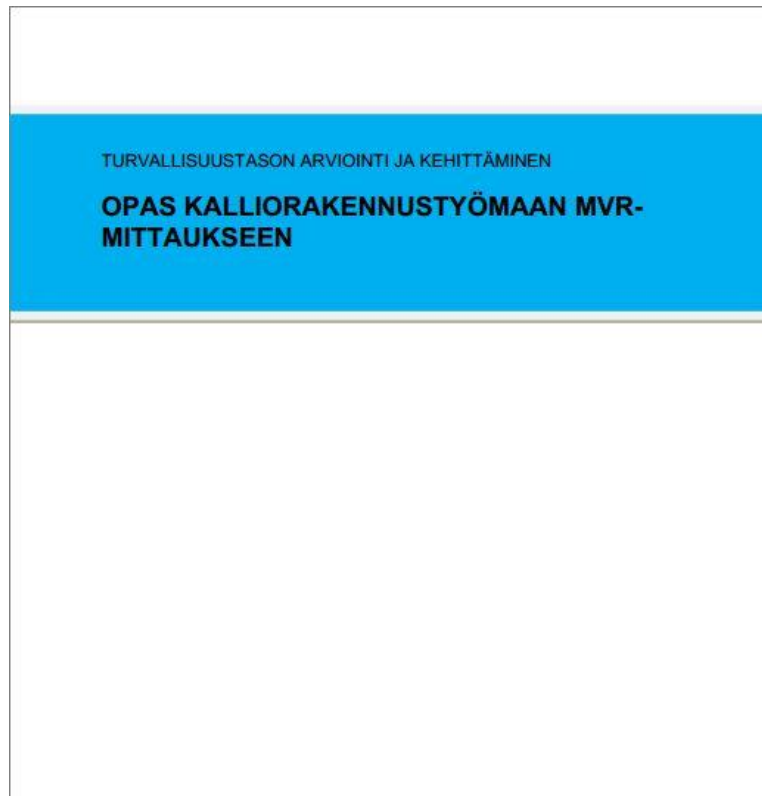 TURVALLISUUSTASON ARVIOINTI JA KEHITTÄMINEN
OPAS KALLIORAKENNUSTYÖMAAN MVR-
MITTAUKSEEN